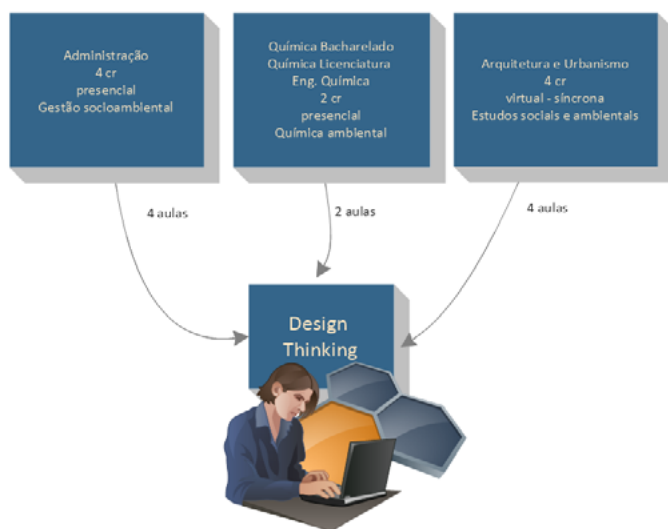 Administração
4 cr
presencial
Gestão socioambiental
Química Bacharelado
Química Licenciatura
Eng. Química
2 cr
presencial
Química ambiental
Arquitetura e Urbanismo
4 cr
virtual - síncrona
Estudos sociais e ambientais
4 aulas
2 aulas
4 aulas
Design
Thinking